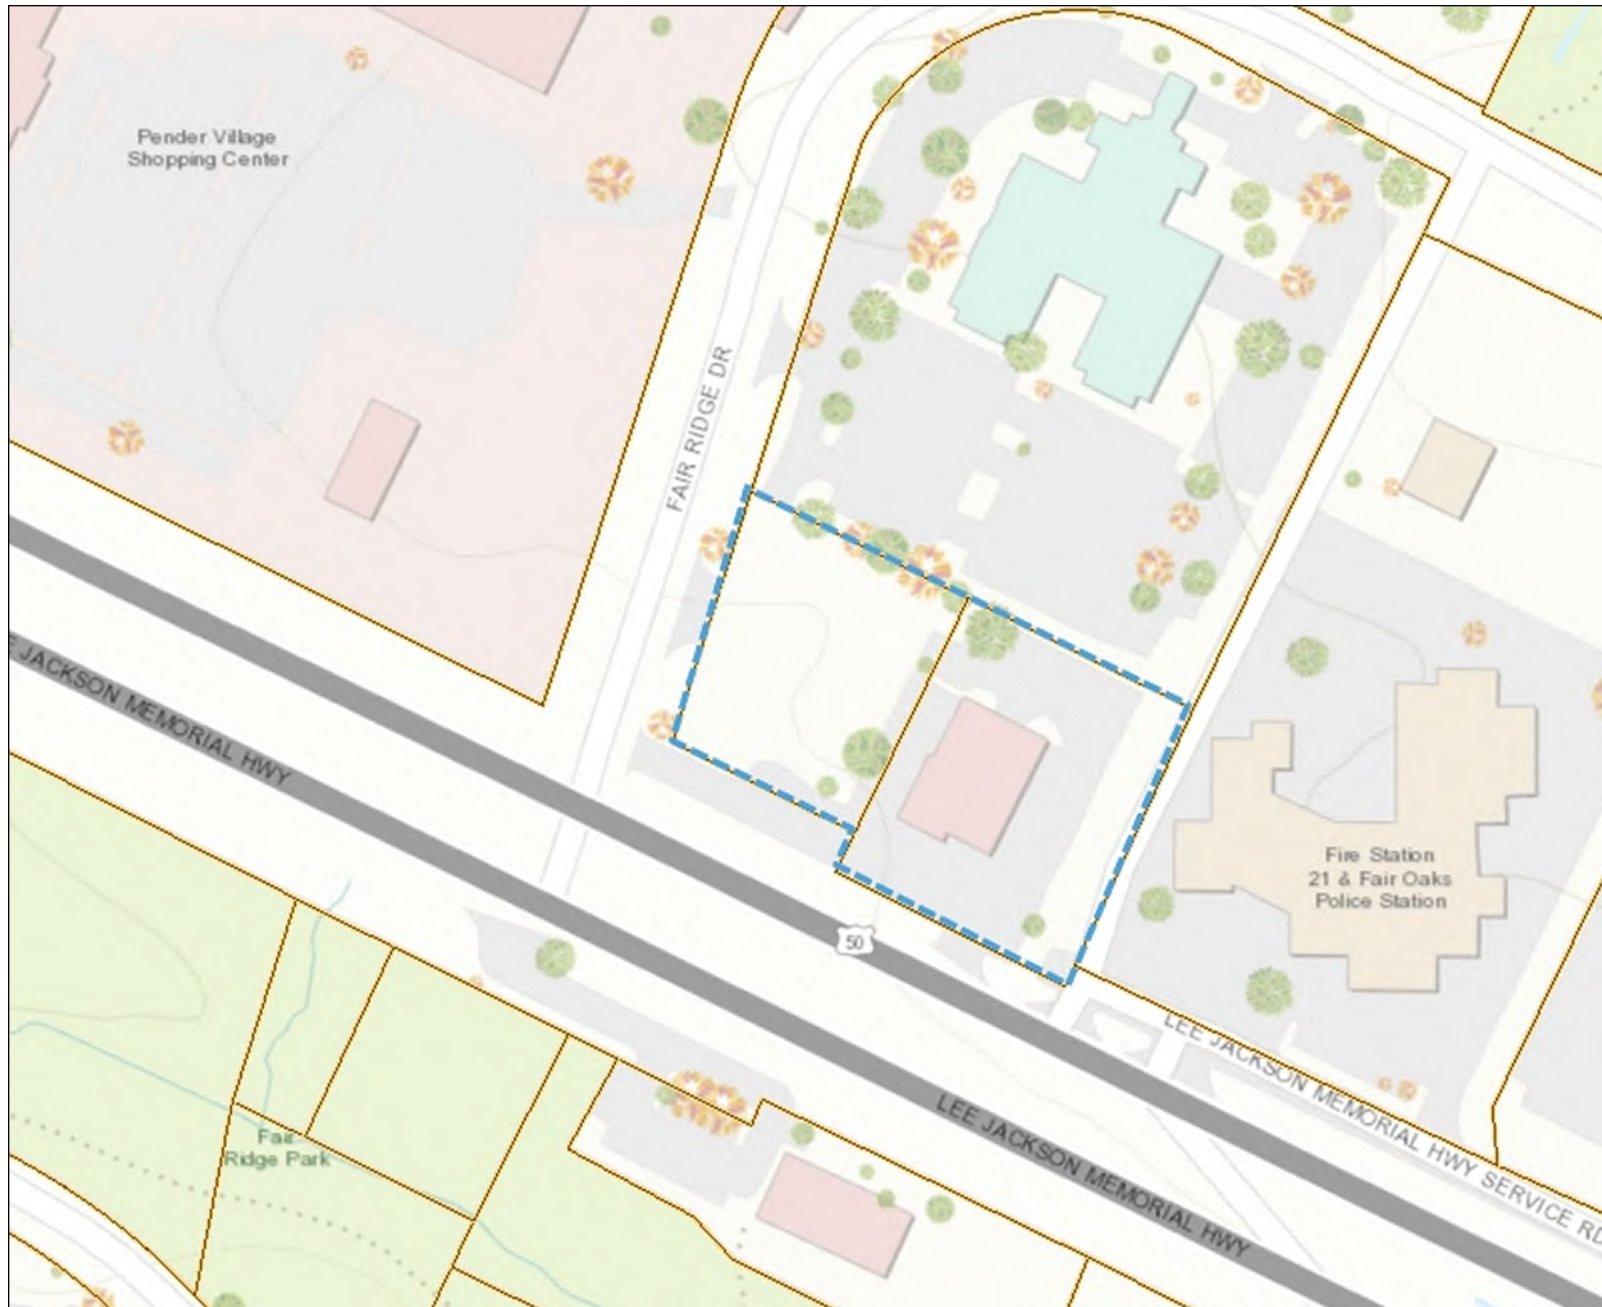 Pender Village
Shopping Center
FAIR RIDGE DR
E JACKSON MEMORIAL HWY
Fire Station
21 & Fair Oaks
Police Station
50
LEE JACKSON MEMORIAL HWY SERVICE RD
LEE JACKSON MEMORIAL HWY
Fair
Ridge Park